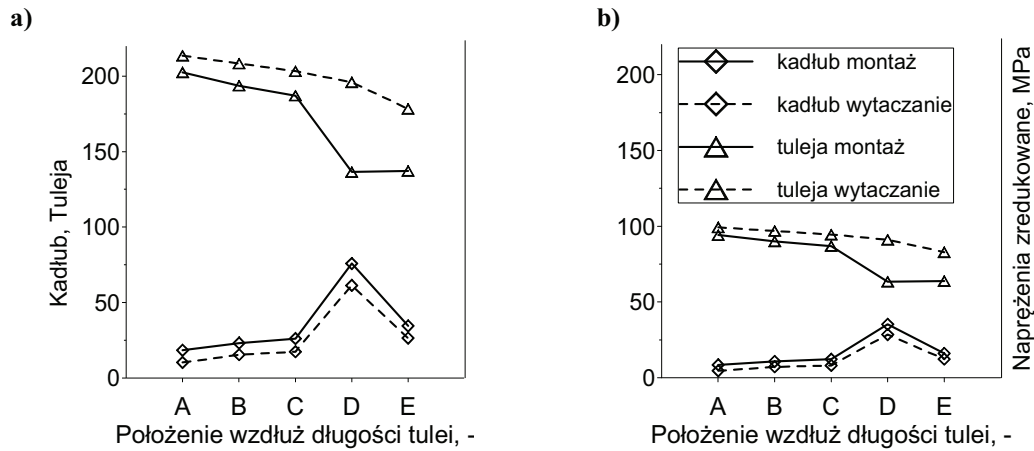 a)
Kadłub, Tuleja
200
150
100
50
0
A B C D E
Położenie wzdłuż długości tulei, -
b)
200
150
100
50
0
kadłub montaż
kadłub wytaczanie
tuleja montaż
tuleja wytaczanie
A B C D E
Położenie wzdłuż długości tulei, -
Naprężenia zredukowane, MPa